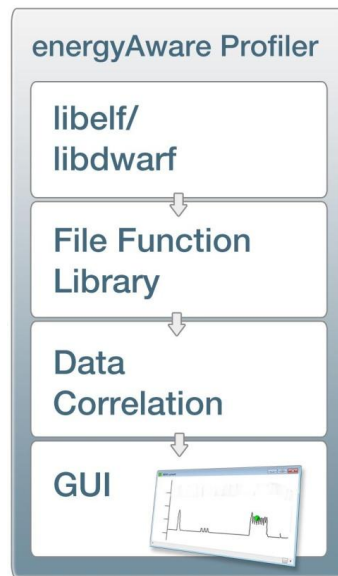 energyAware Profiler
libelf/
libdwarf
File Function
Library
Data
Correlation
GUI